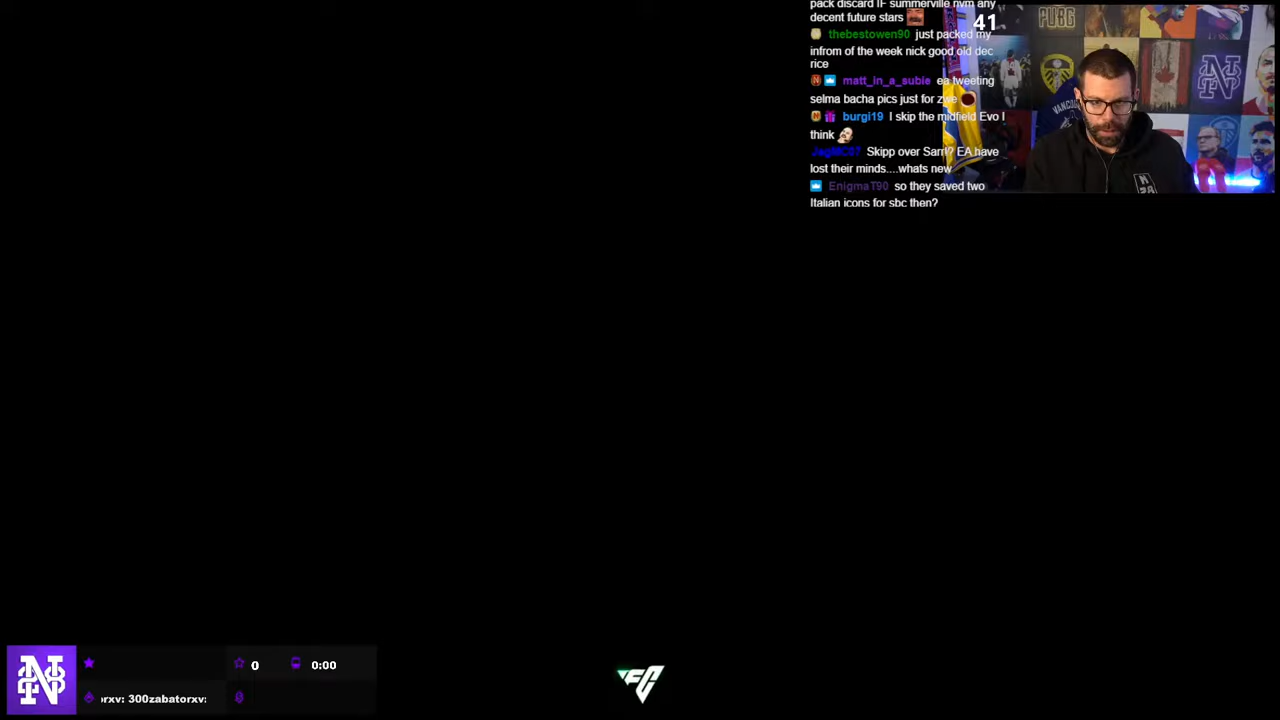 pack discard IF summerville nvm any
decent future stars
thebestowen90 just packed my
infrom of the week nick good old dec
rice
matt_in_a_subie ea tweeting
selma bacha pics just for zwe
burgi19 I skip the midfield Evo I
think
JagMC07 Skipp over Sarri? EA have
lost their minds....whats new
EnigmaT90 so they saved two
Italian icons for sbc then?
41
PUBG
0
0:00
orxv: 300zabatorxv: